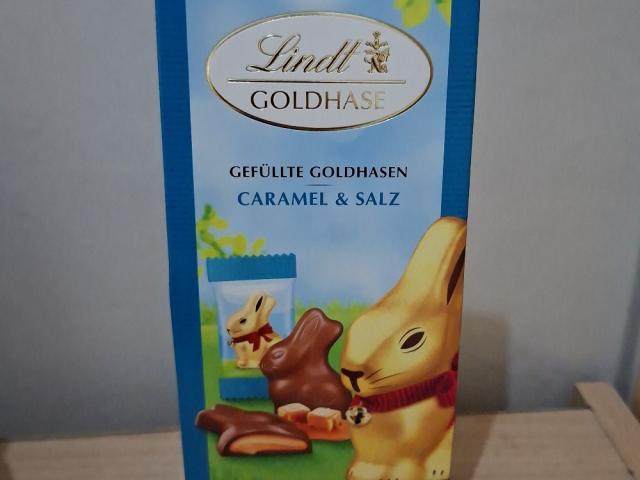 Lindt
GOLDHASE
GEFÜLLTE GOLDHASEN
CARAMEL & SALZ